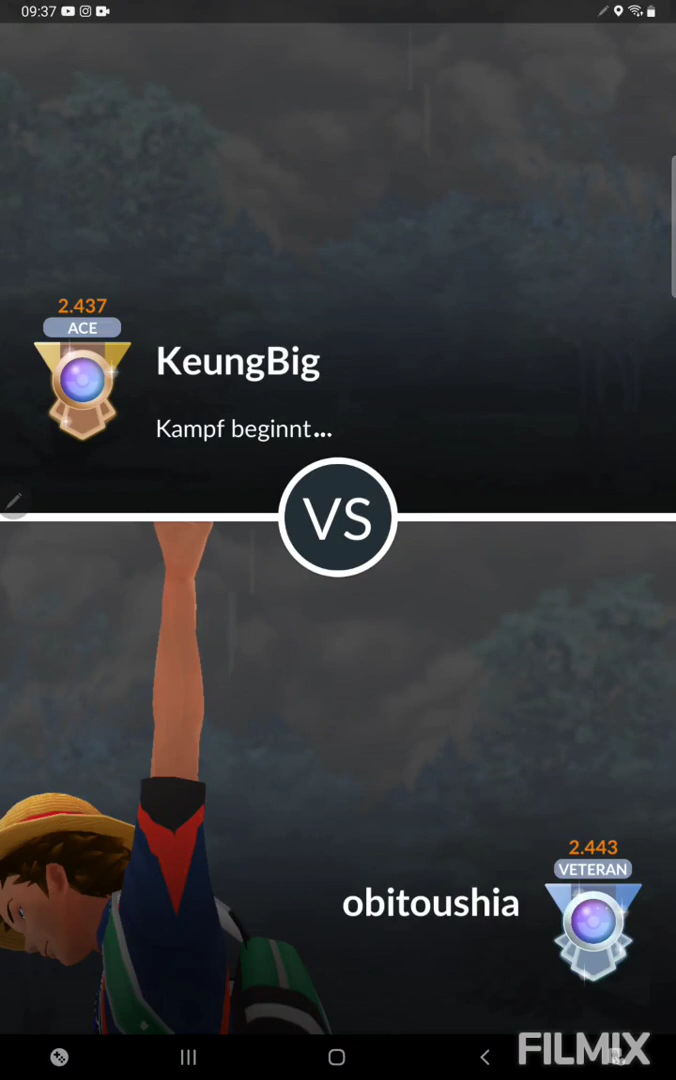 09:37
2.437
ACE
KeungBig
Kampf beginnt...
VS
2.443
VETERAN
obitoushia
FILMIX